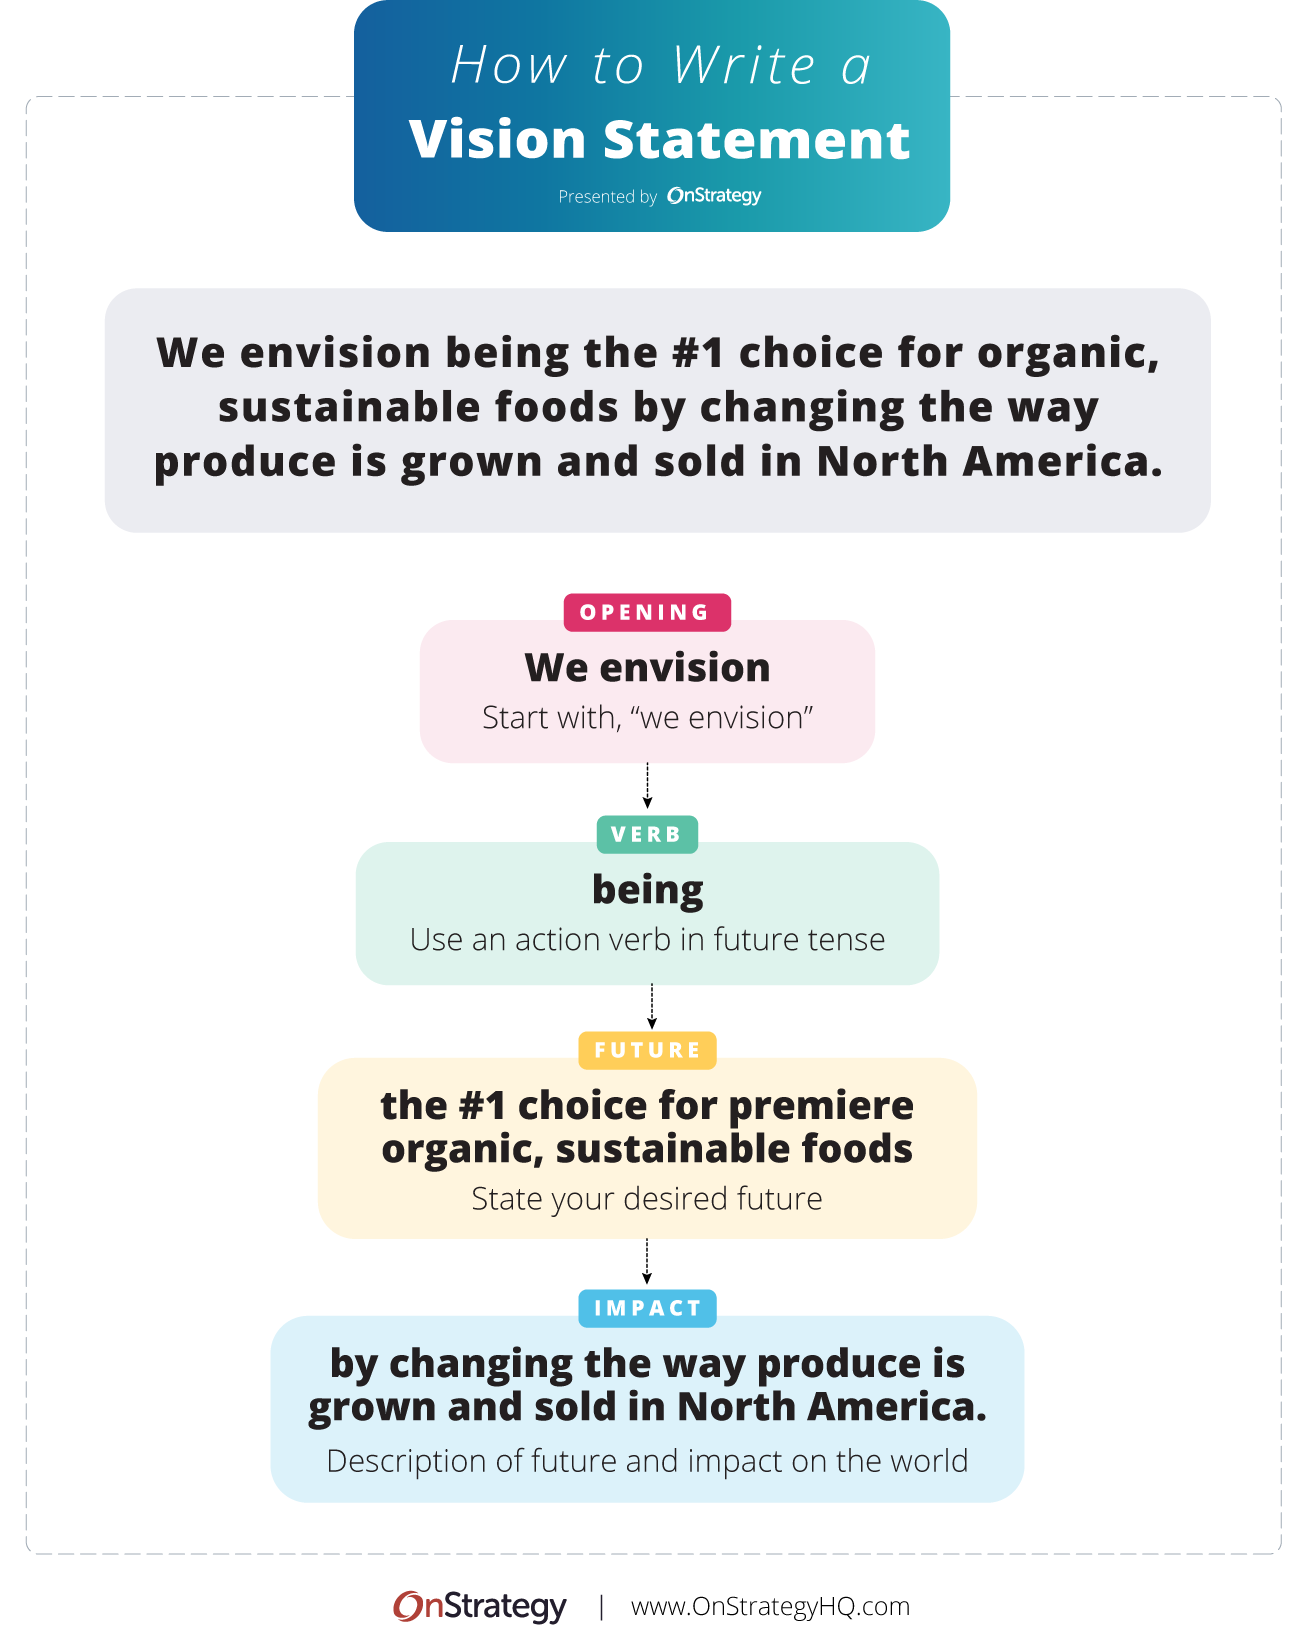 How to Write a
Vision Statement
Presented by OnStrategy
We envision being the #1 choice for organic,
sustainable foods by changing the way
produce is grown and sold in North America.
OPENING
We envision
Start with, “we envision”
VERB
being
Use an action verb in future tense
FUTURE
the #1 choice for premiere
organic, sustainable foods
State your desired future
IMPACT
by changing the way produce is
grown and sold in North America.
Description of future and impact on the world
OnStrategy | www.OnStrategyHQ.com